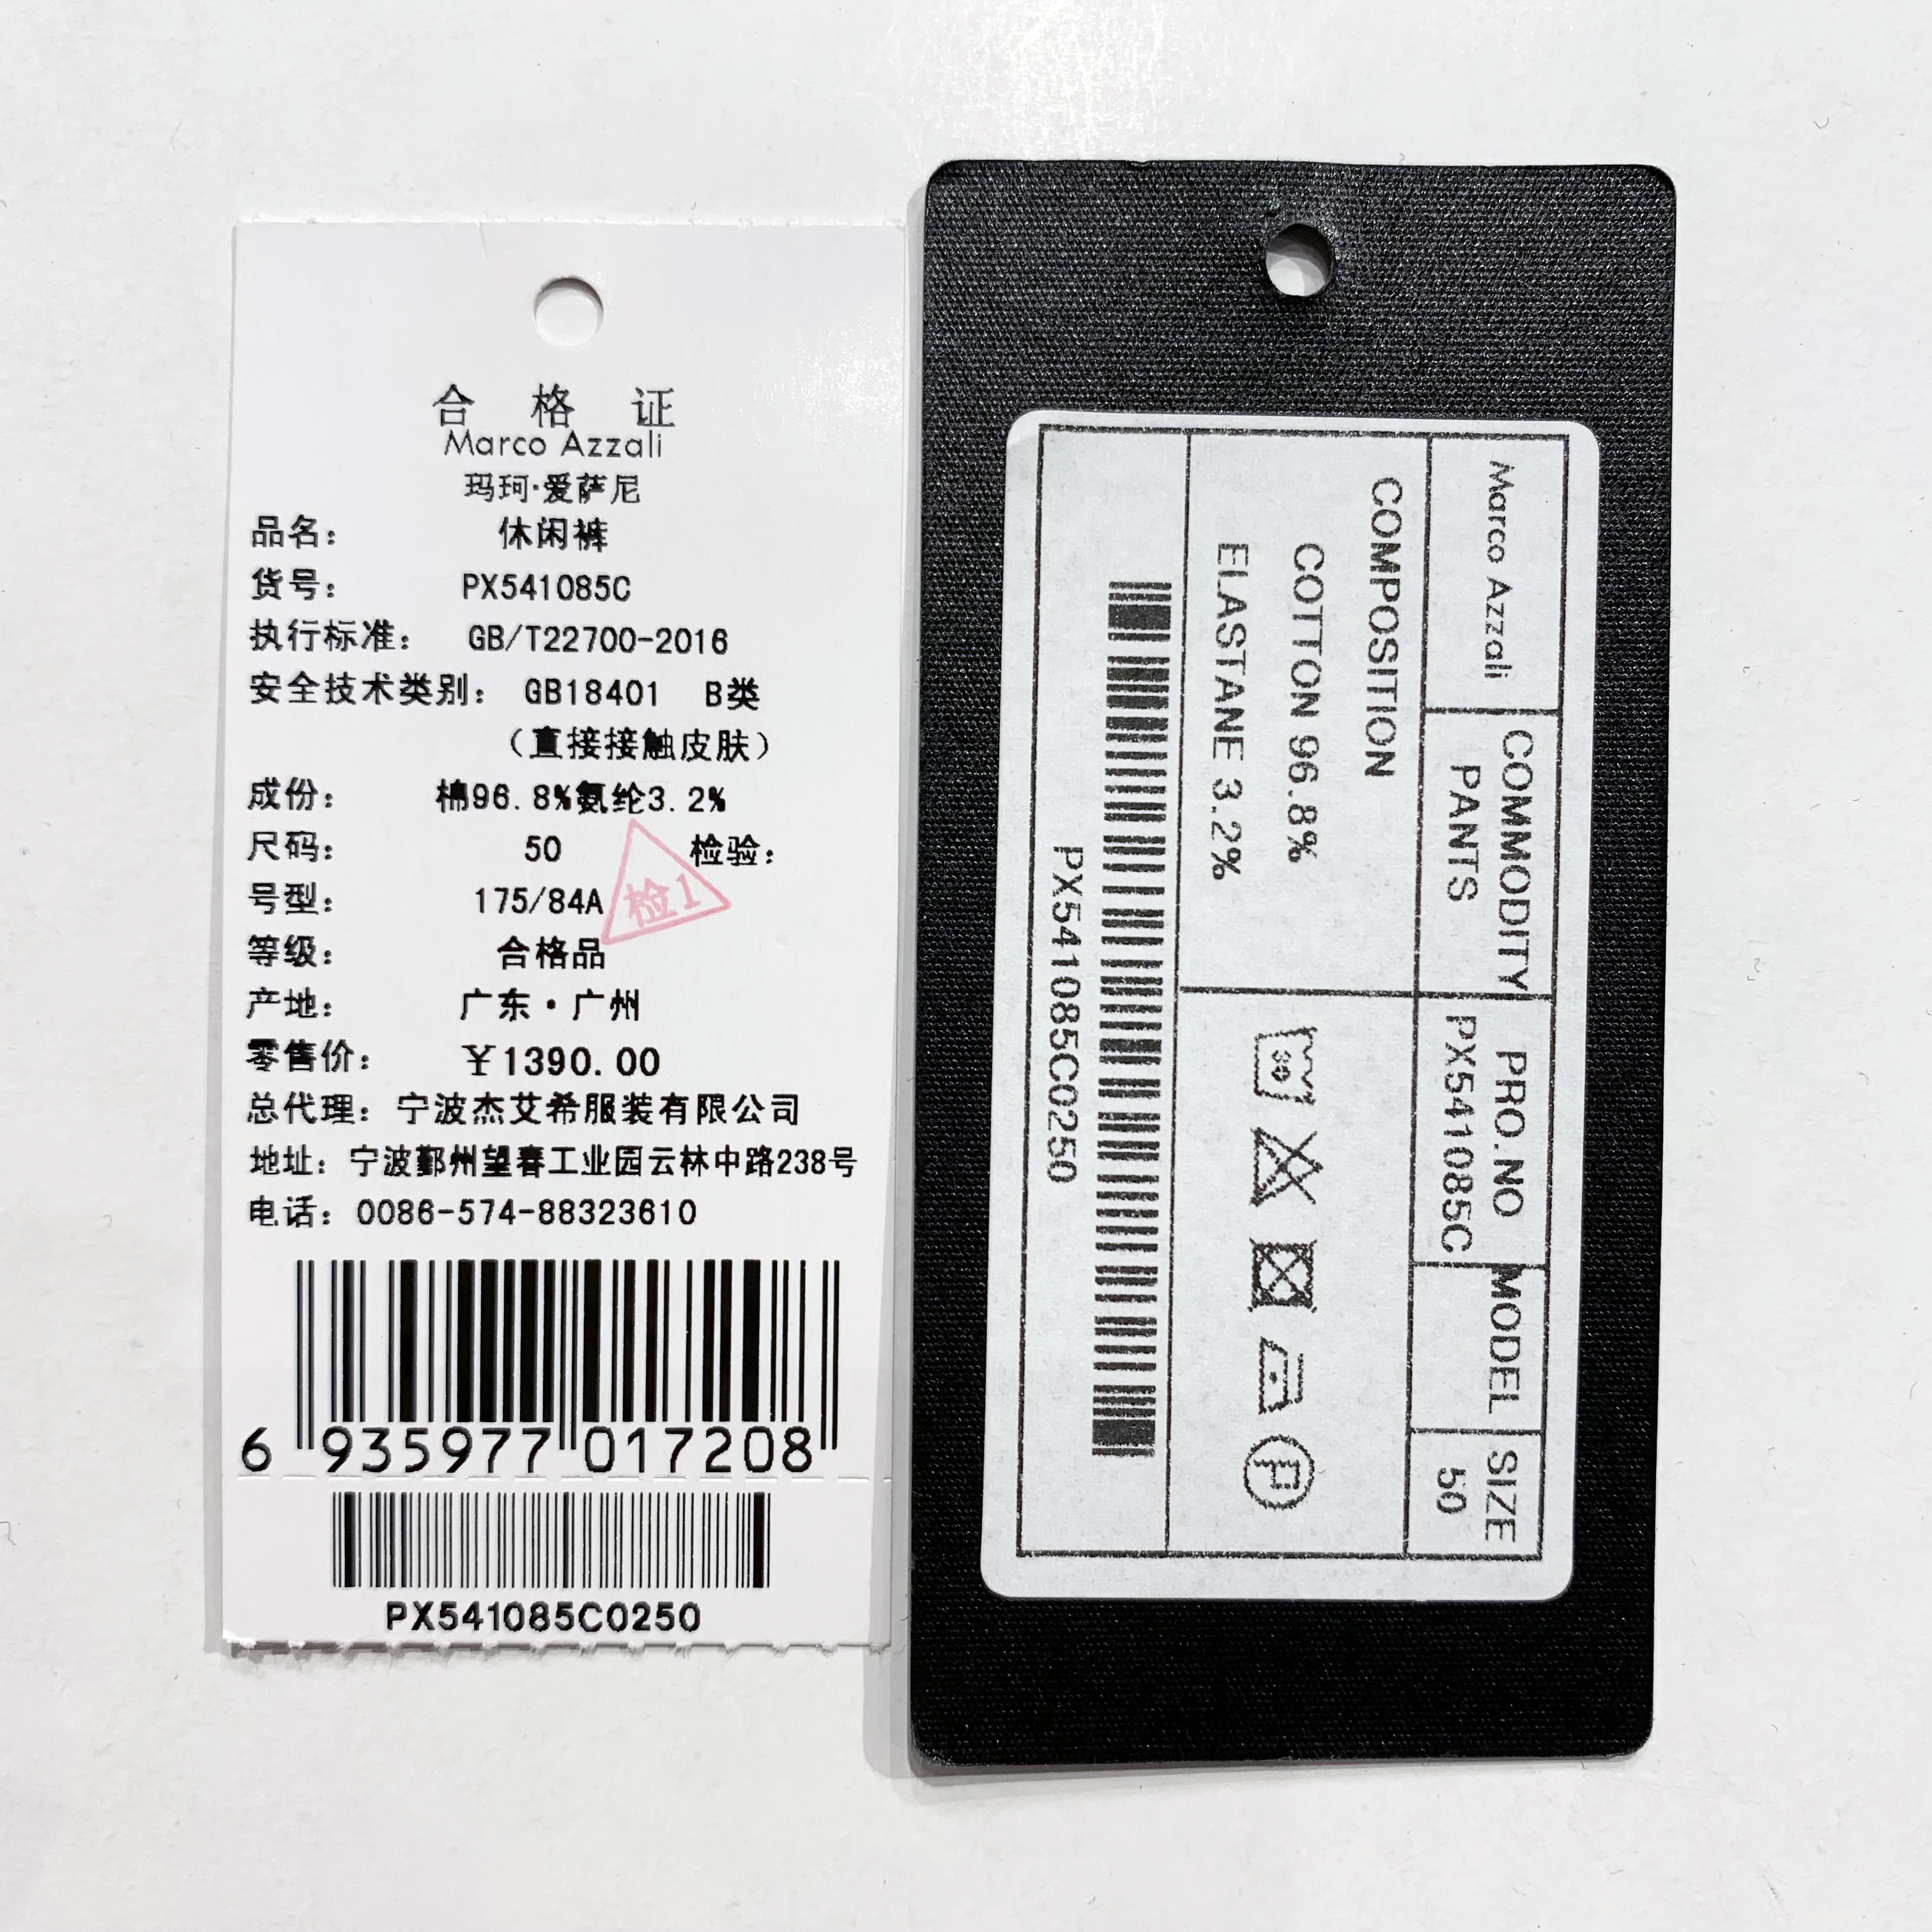 合格证
Marco Azzali
玛珂·爱萨尼
品名： 休闲裤
货号： PX541085C
执行标准： GB/T22700-2016
安全技术类别： GB18401 B类
（直接接触皮肤）
成份： 棉96.8%氨纶3.2%
尺码： 50 检验：
检1
号型： 175/84A
等级： 合格品
产地： 广东·广州
零售价： ￥1390.00
总代理：宁波杰艾希服装有限公司
地址：宁波鄞州望春工业园云林中路238号
电话：0086-574-88323610
6 935977 017208
PX541085C0250
Marco Azzali
COMMODITY
PANTS
PRO.NO
PX541085C
MODEL
SIZE
50
COMPOSITION
COTTON 96.8%
ELASTANE 3.2%
30
P
PX541085C0250